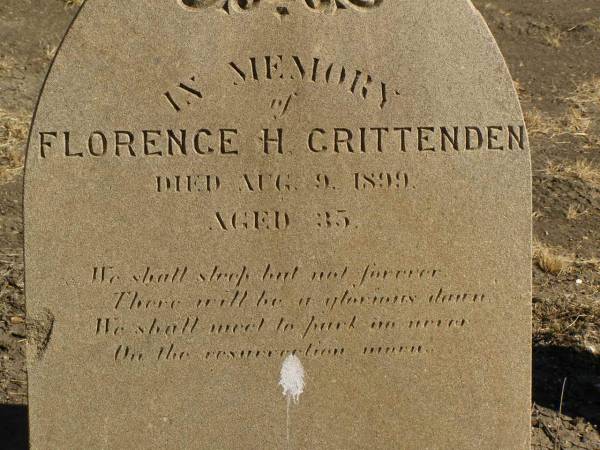 IN MEMORY
of
FLORENCE H. CRITTENDEN
DIED AUG. 9. 1899.
AGED 35.
We shall sleep but not forever
There will be a glorious dawn
We shall meet to part no never
On the resurrection morn.